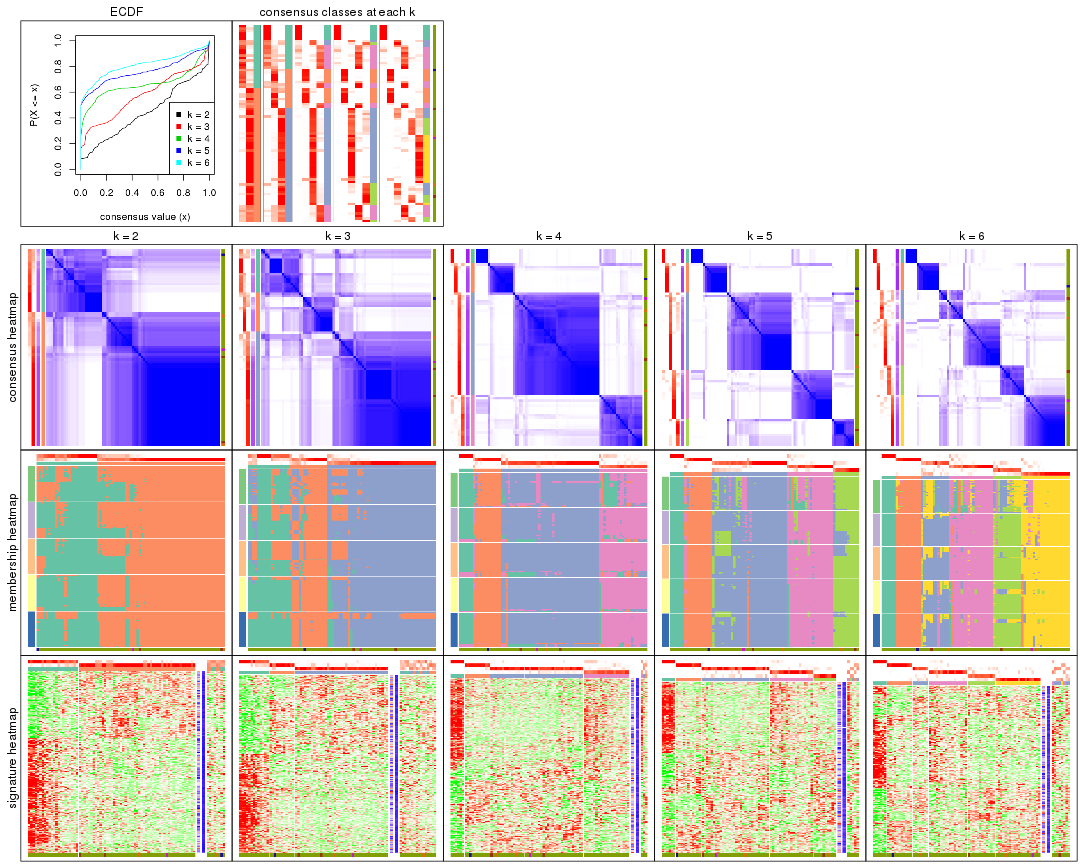 ECDF
consensus classes at each k
P(X <= x)
0.0 0.2 0.4 0.6 0.8 1.0
k = 2
k = 3
k = 4
k = 5
k = 6
0.0 0.2 0.4 0.6 0.8 1.0
consensus value (x)
k = 2 k = 3 k = 4 k = 5 k = 6
consensus heatmap
membership heatmap
signature heatmap